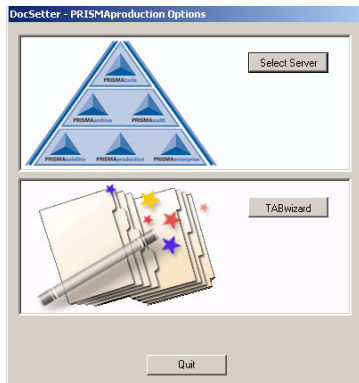 DocSetter - PRISMAproduction Options
Select Server
PRISMAtools
PRISMAarchive PRISMAaudit
PRISMAsatellite PRISMAproduction PRISMAenterprise
TABwizard
Quit